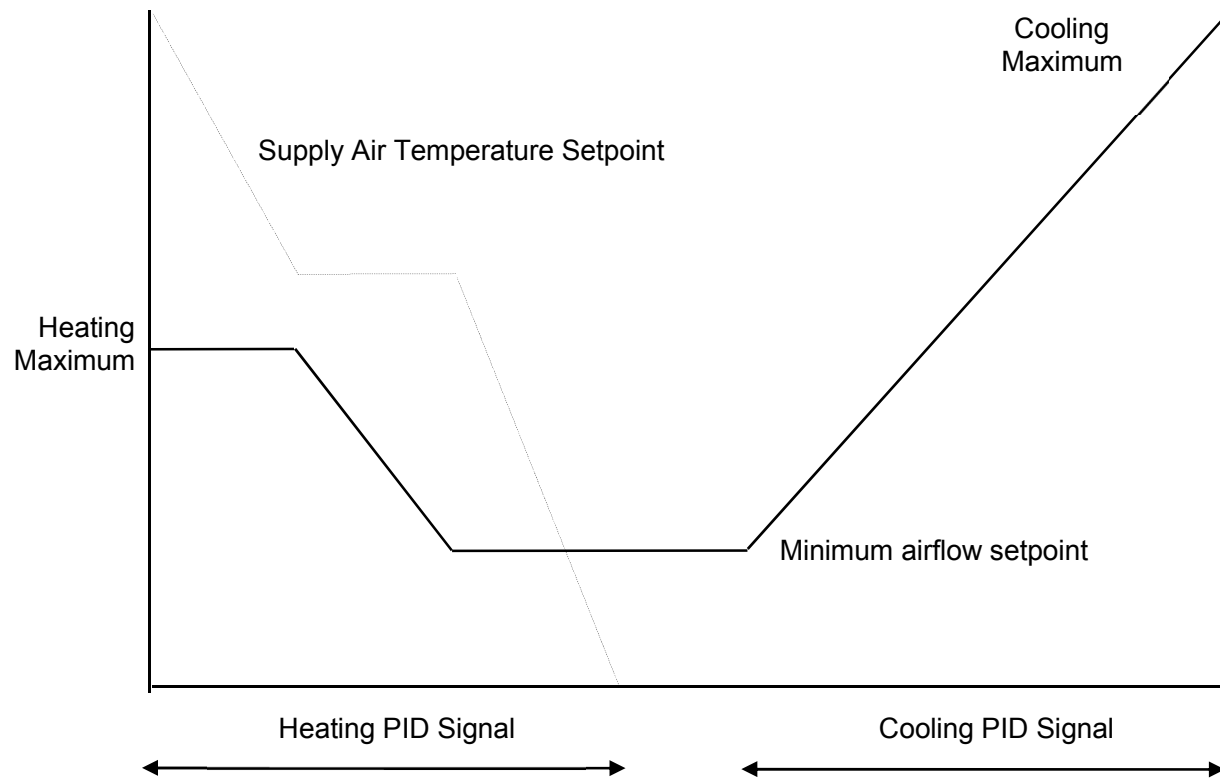 Cooling
Maximum
Supply Air Temperature Setpoint
Heating
Maximum
Minimum airflow setpoint
Heating PID Signal
Cooling PID Signal